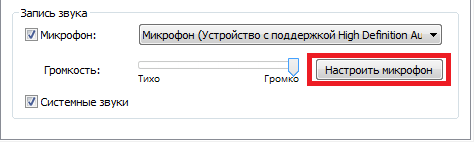 Запись звука
Микрофон: Микрофон (Устройство с поддержкой High Definition Au
Громкость: Тихо Громко Настроить микрофон
Системные звуки